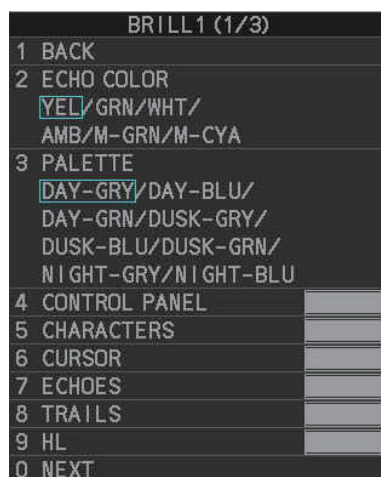 BRILL1 (1/3)
1 BACK
2 ECHO COLOR
YEL/GRN/WHT/
AMB/M-GRN/M-CYA
3 PALETTE
DAY-GRY/DAY-BLU/
DAY-GRN/DUSK-GRY/
DUSK-BLU/DUSK-GRN/
NIGHT-GRY/NIGHT-BLU
4 CONTROL PANEL
5 CHARACTERS
6 CURSOR
7 ECHOES
8 TRAILS
9 HL
0 NEXT